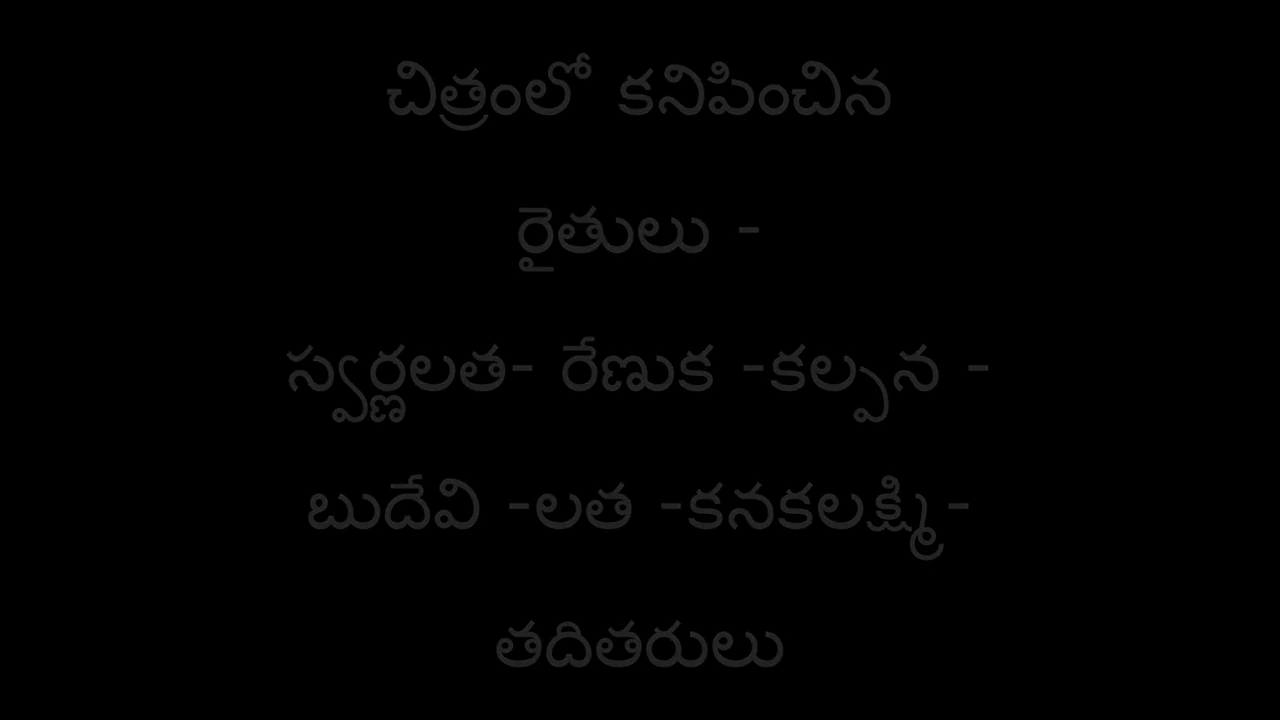 చిత్రంలో కనిపించిన
రైతులు -
స్వర్ణలత- రేణుక -కల్పన -
బుదేవి -లత -కనకలక్ష్మి-
తదితరులు